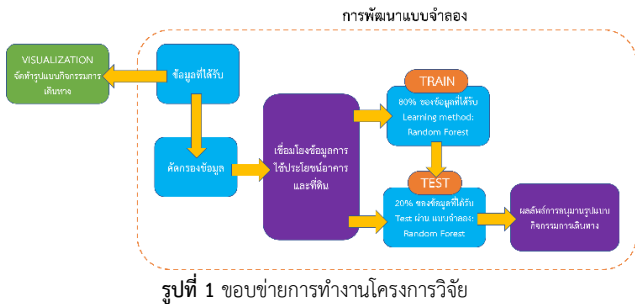 การพัฒนาแบบจำลอง
VISUALIZATION
จัดทำรูปแบบกิจกรรมการ
เดินทาง
ข้อมูลที่ได้รับ
คัดกรองข้อมูล
เชื่อมโยงข้อมูลการ
ใช้ประโยชน์อาคาร
และที่ดิน
TRAIN
80% ของข้อมูลที่ได้รับ
Learning method:
Random Forest
TEST
20% ของข้อมูลที่ได้รับ
Test ผ่าน แบบจำลอง:
Random Forest
ผลลัพธ์การอนุมานรูปแบบ
กิจกรรมการเดินทาง
รูปที่ 1 ขอบข่ายการทำงานโครงการวิจัย